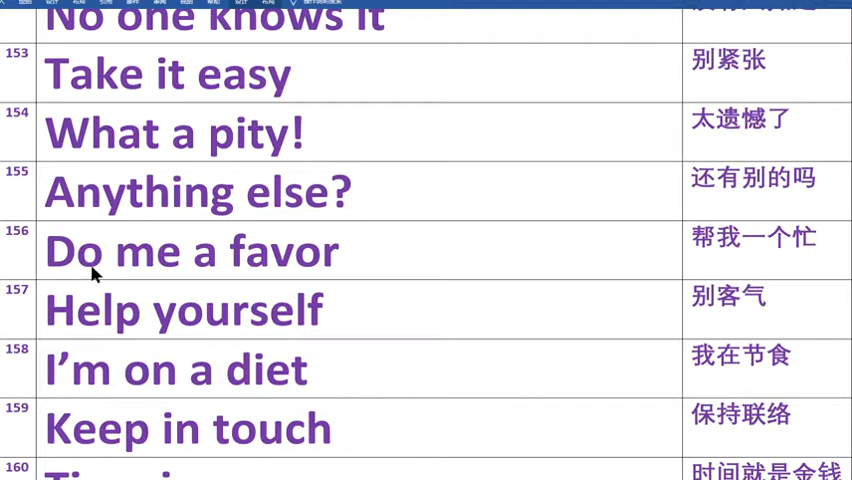 No one knows it
153 Take it easy 别紧张
154 What a pity! 太遗憾了
155 Anything else? 还有别的吗
156 Do me a favor 帮我一个忙
157 Help yourself 别客气
158 I’m on a diet 我在节食
159 Keep in touch 保持联络
160 时间就是金钱